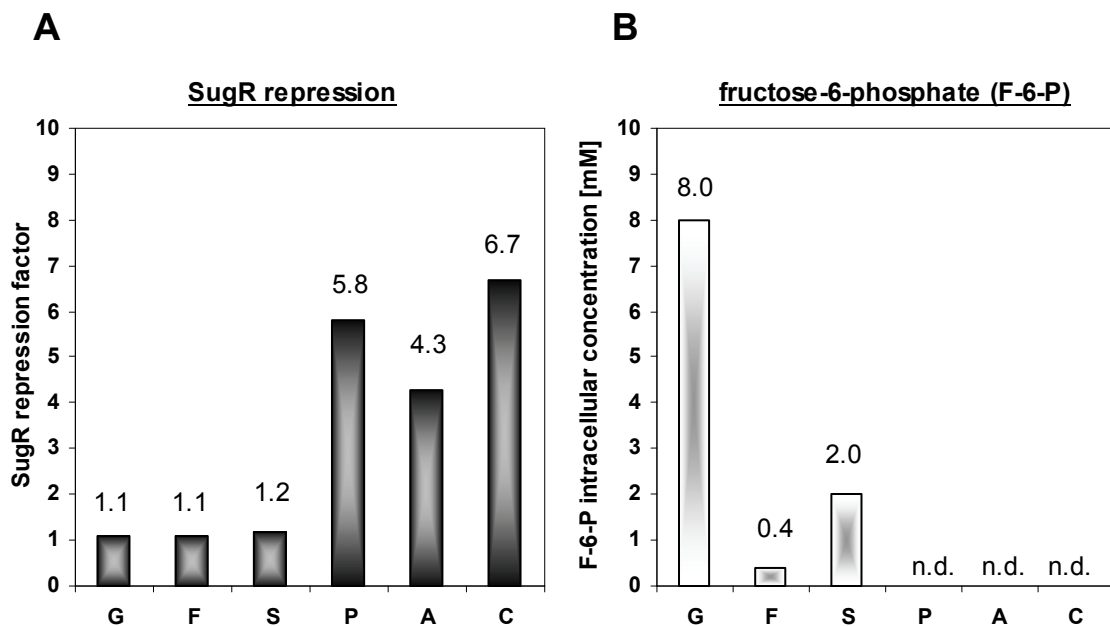 A
SugR repression
SugR repression factor
10
9
8
7
6
5
4
3
2
1
0
1.1
1.1
1.2
5.8
4.3
6.7
G F S P A C
B
fructose-6-phosphate (F-6-P)
F-6-P intracellular concentration [mM]
10
9
8
7
6
5
4
3
2
1
0
8.0
0.4
2.0
n.d.
n.d.
n.d.
G F S P A C